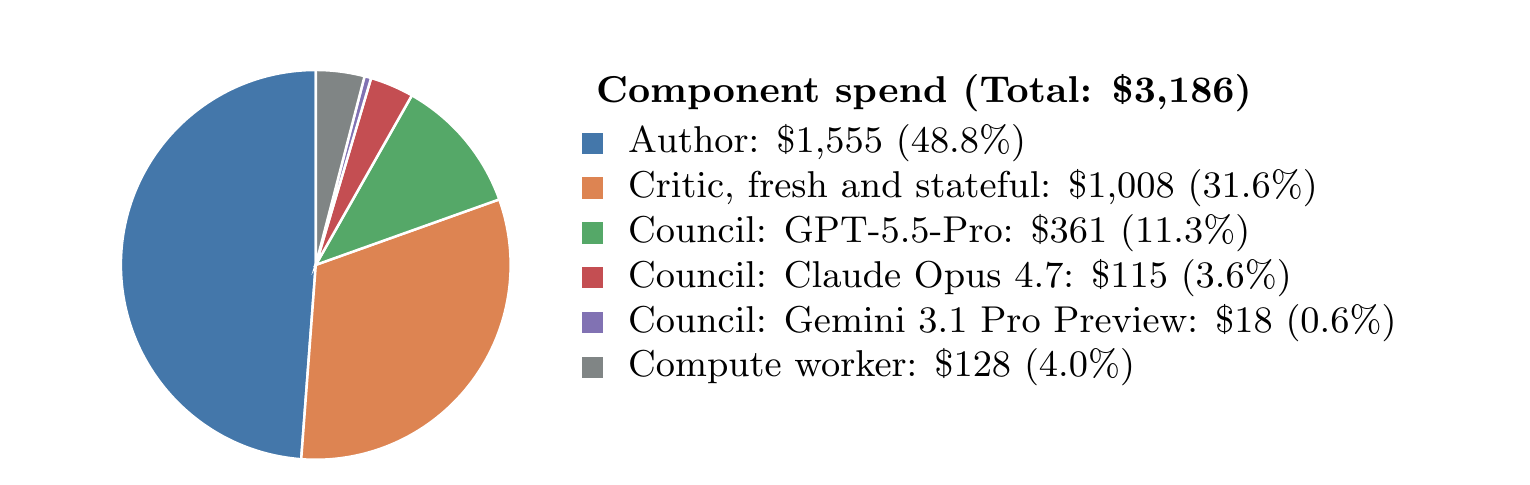 Component spend (Total: $3,186)
Author: $1,555 (48.8%)
Critic, fresh and stateful: $1,008 (31.6%)
Council: GPT-5.5-Pro: $361 (11.3%)
Council: Claude Opus 4.7: $115 (3.6%)
Council: Gemini 3.1 Pro Preview: $18 (0.6%)
Compute worker: $128 (4.0%)